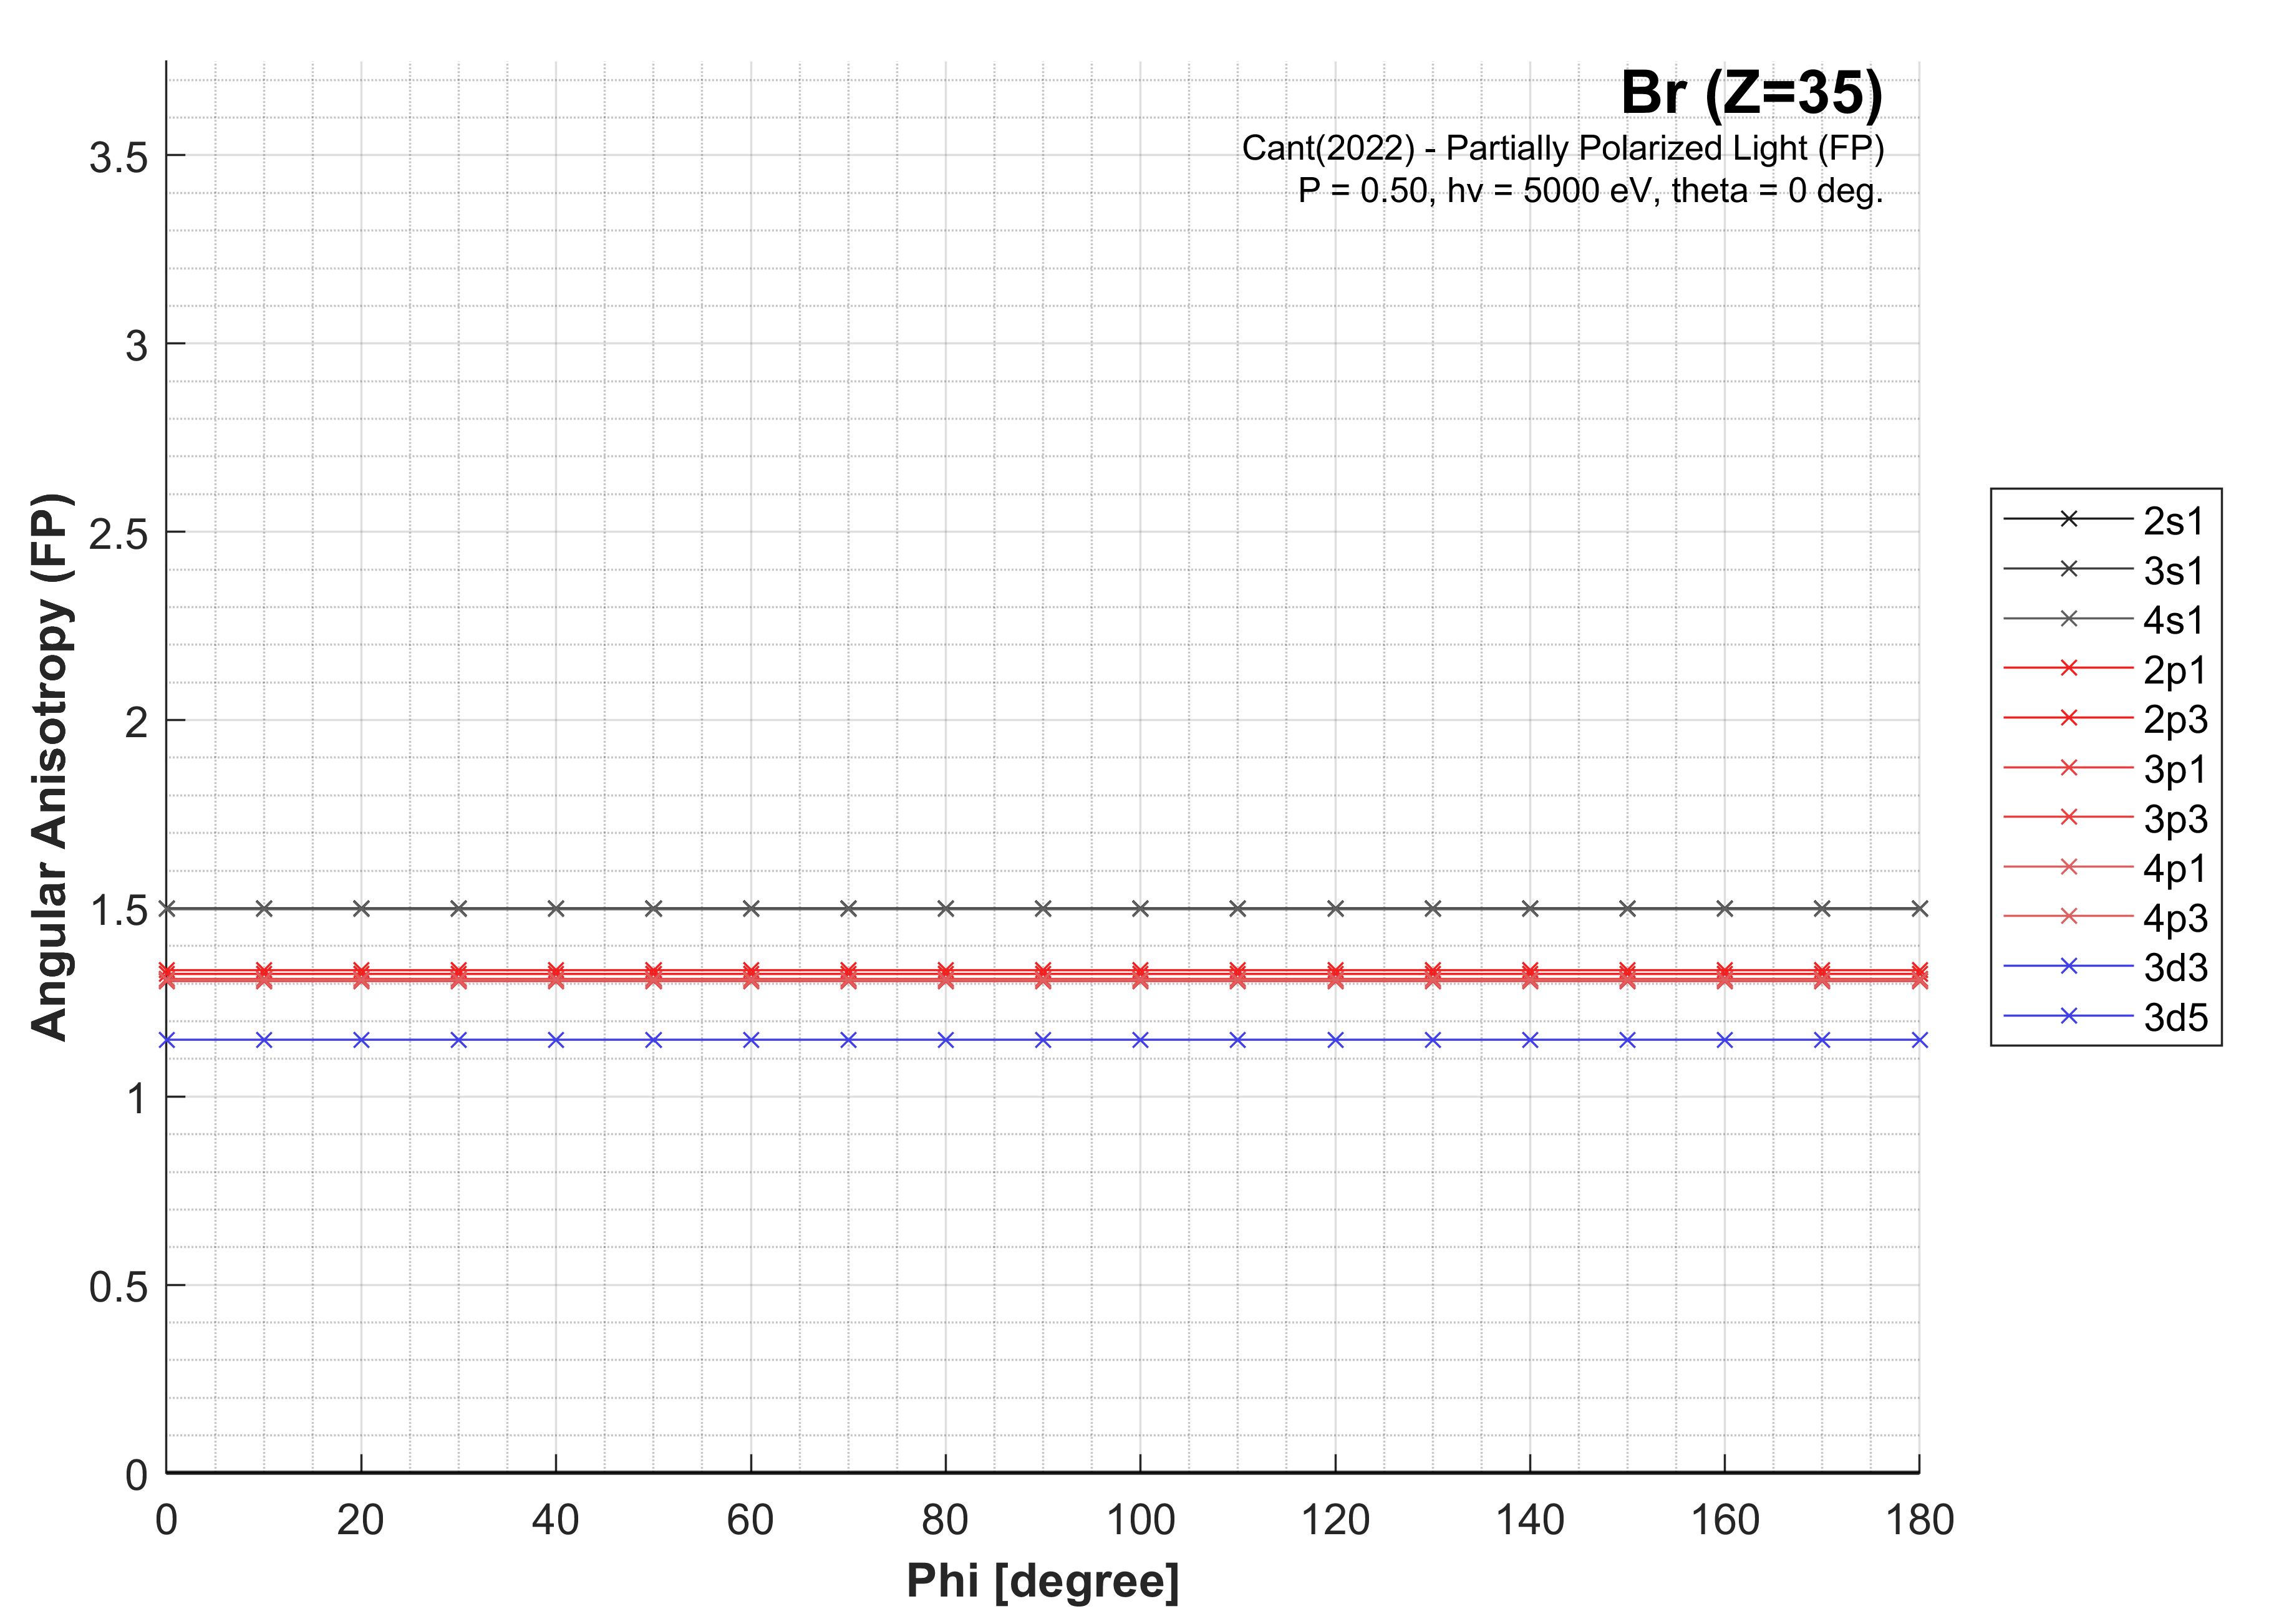 Br (Z=35)
Cant(2022) - Partially Polarized Light (FP)
P = 0.50, hv = 5000 eV, theta = 0 deg.
Angular Anisotropy (FP)
3.5
3
2.5
2
1.5
1
0.5
0
0 20 40 60 80 100 120 140 160 180
Phi [degree]
2s1
3s1
4s1
2p1
2p3
3p1
3p3
4p1
4p3
3d3
3d5